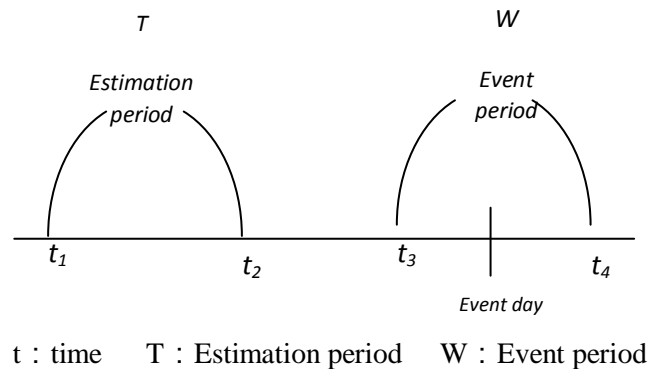 T W
Estimation period
Event period
t1 t2 t3 t4
Event day
t : time T : Estimation period W : Event period